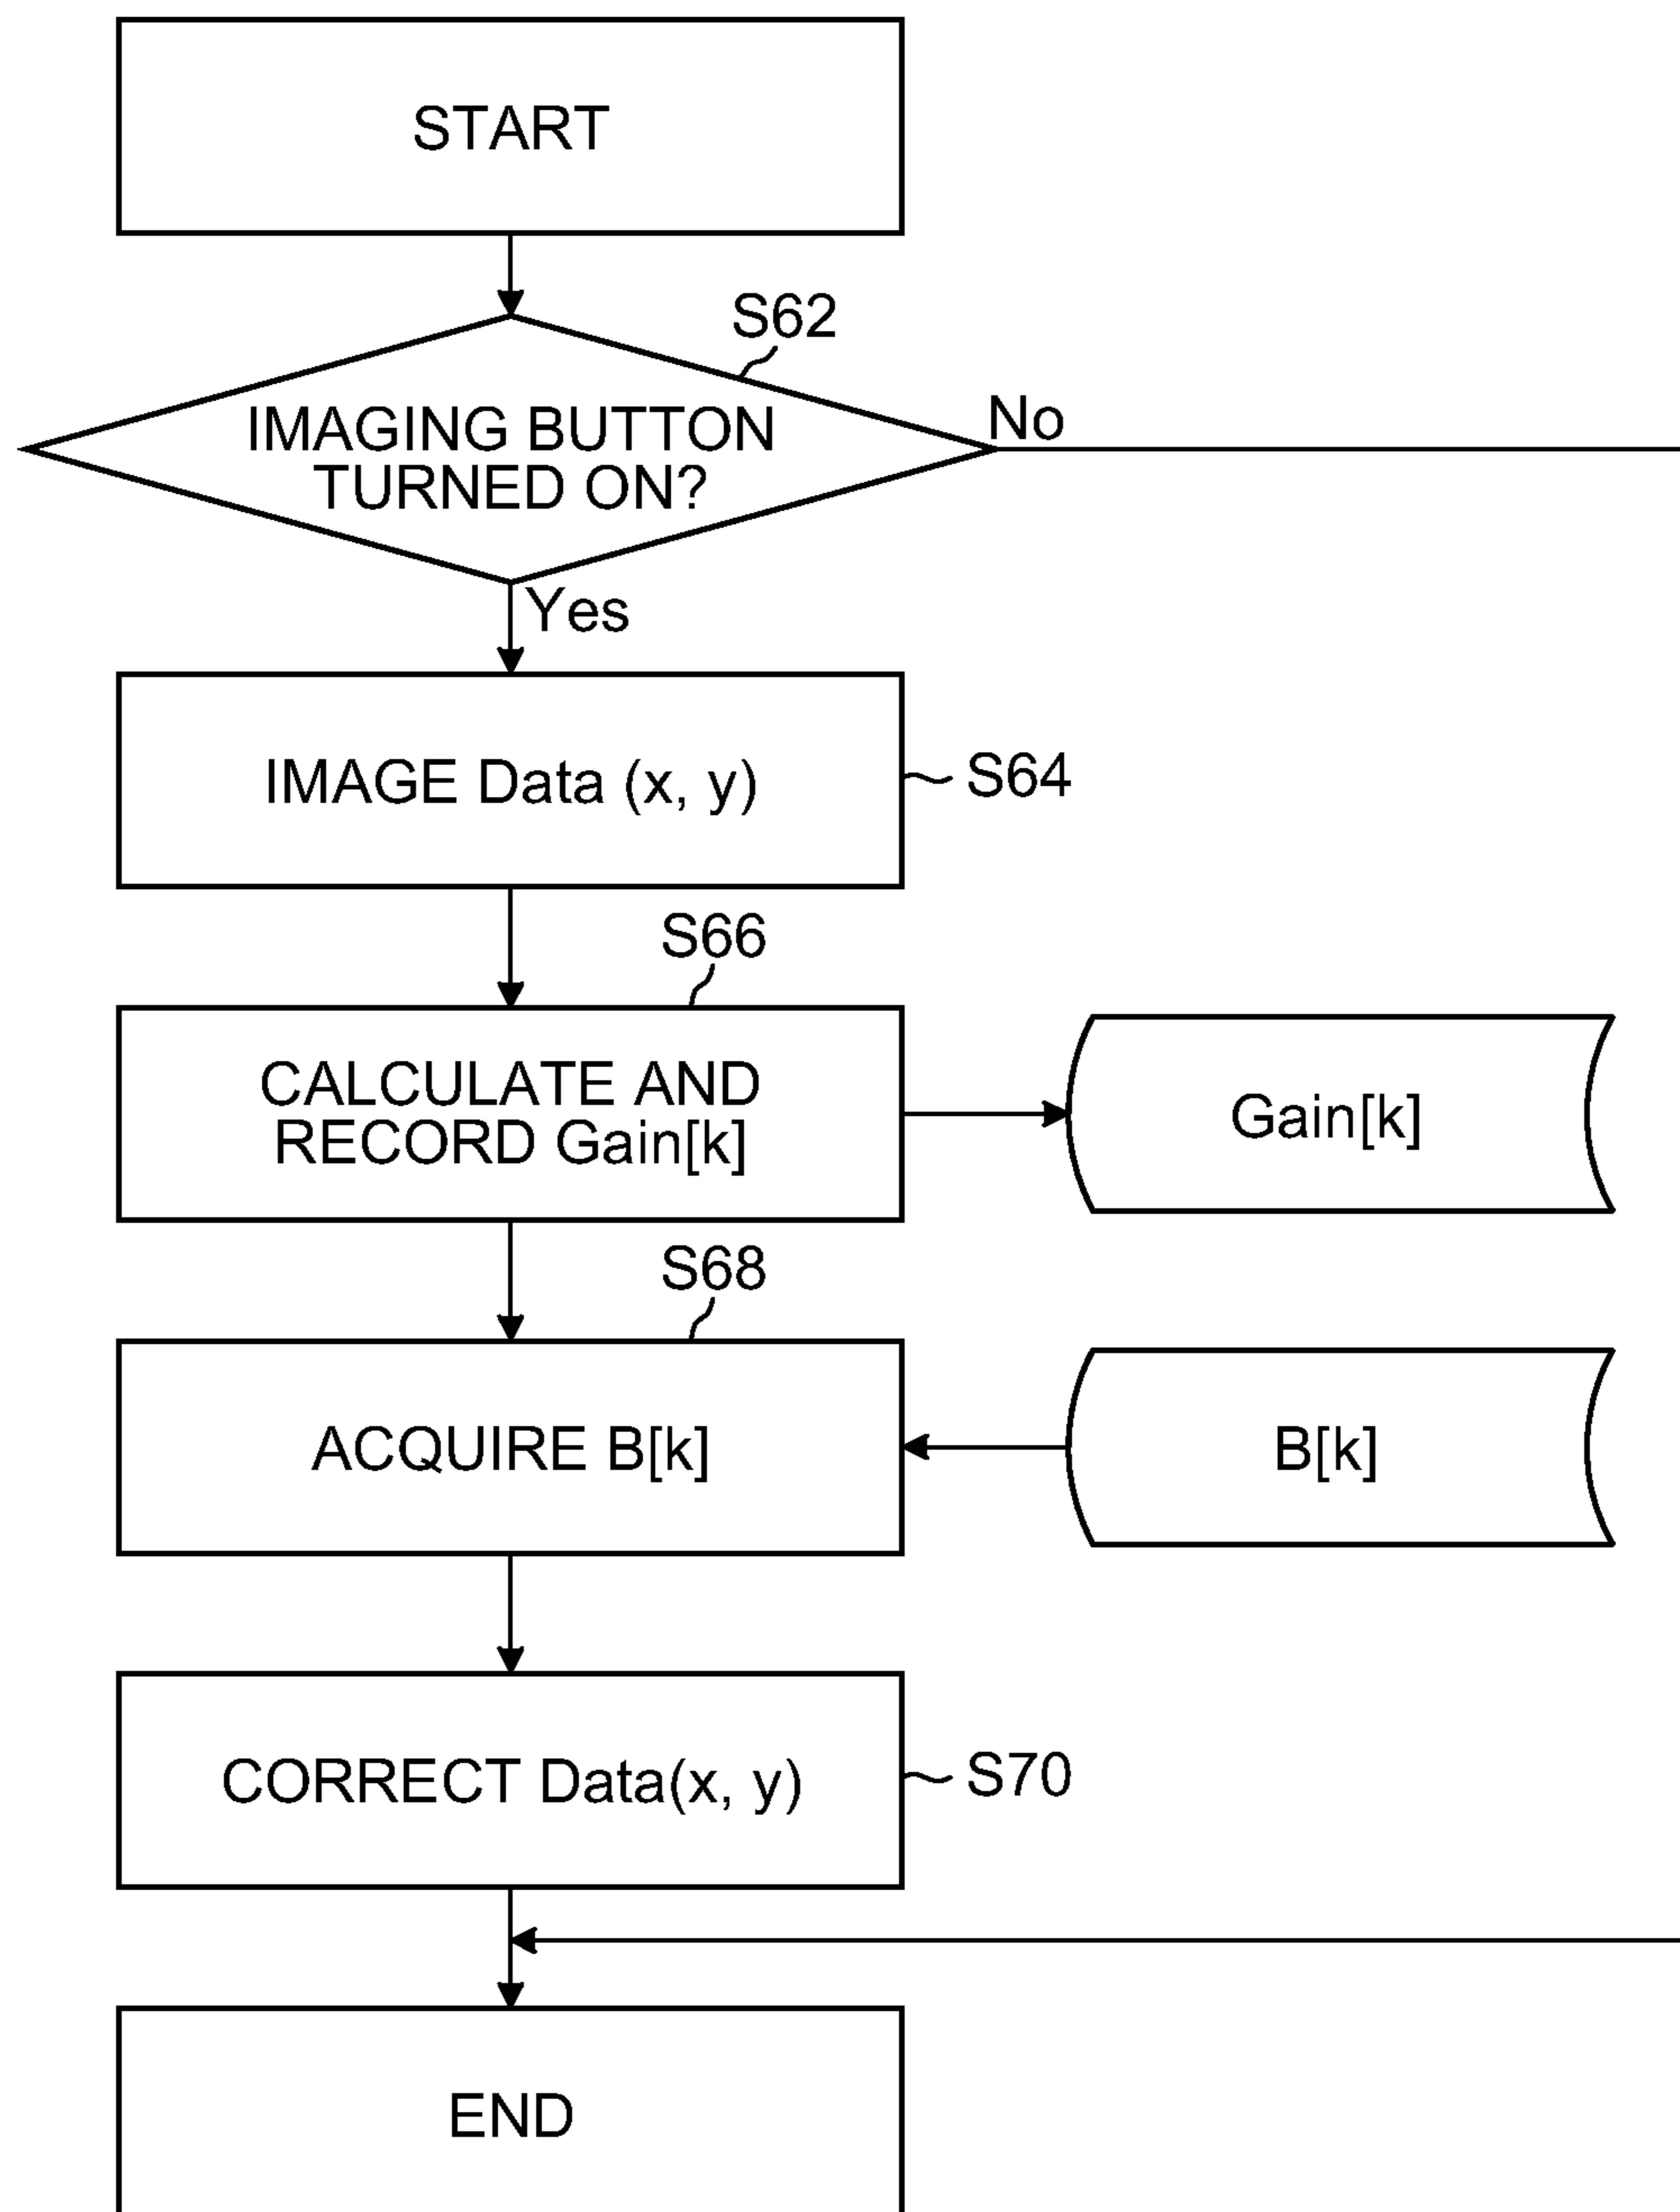 START
S62
IMAGING BUTTON
TURNED ON?
No
Yes
IMAGE Data (x, y)
S64
S66
CALCULATE AND
RECORD Gain[k]
Gain[k]
S68
ACQUIRE B[k]
B[k]
CORRECT Data(x, y)
S70
END